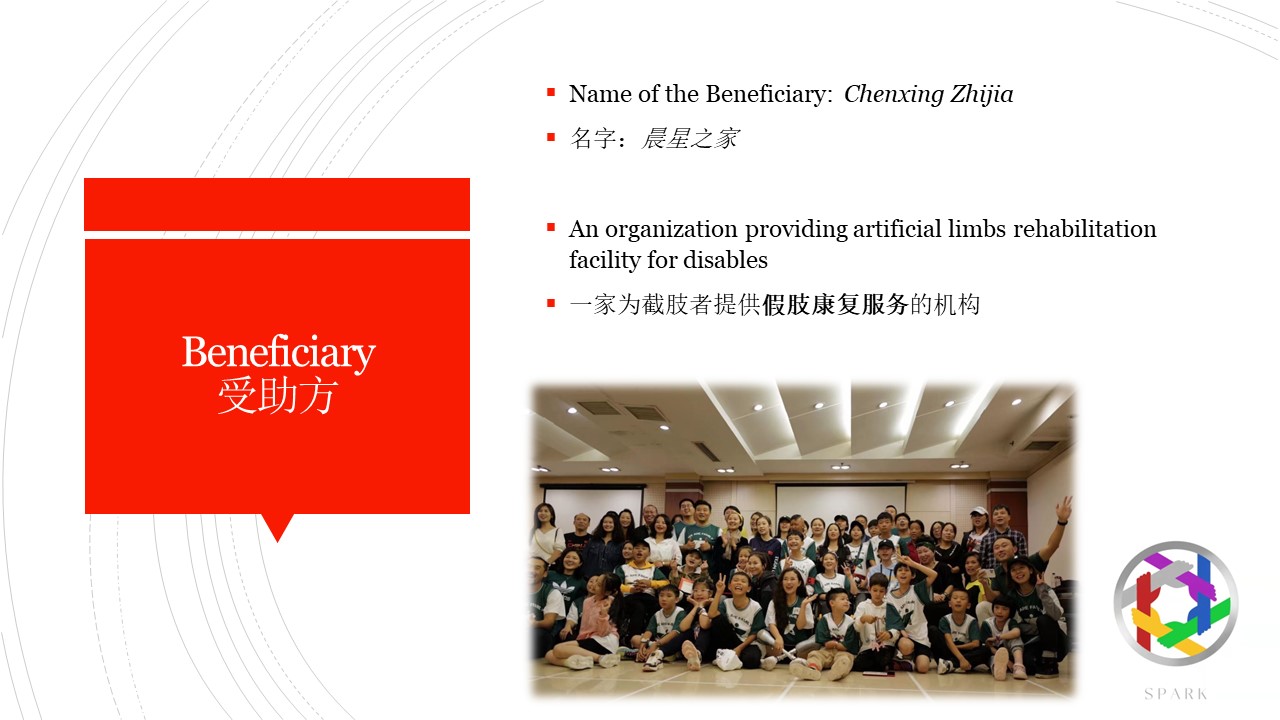 Beneficiary
受助方
Name of the Beneficiary: Chenxing Zhijia
名字：晨星之家
An organization providing artificial limbs rehabilitation
facility for disables
一家为截肢者提供假肢康复服务的机构
SPARK